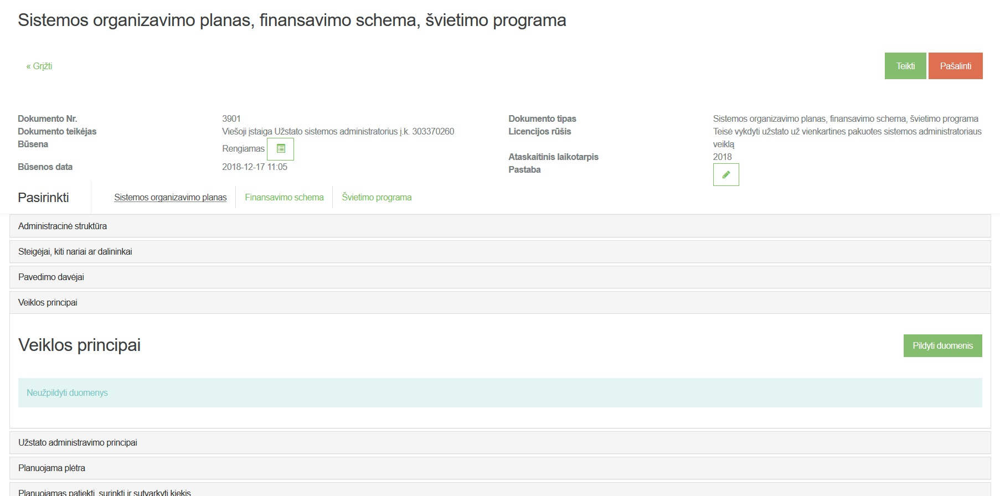 Sistemos organizavimo planas, finansavimo schema, švietimo programa
« Grįžti
Teikti
Pašalinti
Dokumento Nr.
3901
Dokumento teikėjas
Viešoji įstaiga Užstato sistemos administratorius į.k. 303370260
Būsena
Rengiamas
Būsenos data
2018-12-17 11:05
Dokumento tipas
Sistemos organizavimo planas, finansavimo schema, švietimo programa
Licencijos rūšis
Teisė vykdyti užstato už vienkartines pakuotes sistemos administratoriaus
veiklą
Ataskaitinis laikotarpis
2018
Pastaba
Pasirinkti
Sistemos organizavimo planas
Finansavimo schema
Švietimo programa
Administracinė struktūra
Steigėjai, kiti nariai ar dalininkai
Pavedimo davėjai
Veiklos principai
Veiklos principai
Pildyti duomenis
Neužpildyti duomenys
Užstato administravimo principai
Planuojama plėtra
Planuojamas patiekti, surinkti ir sutvarkyti kiekis